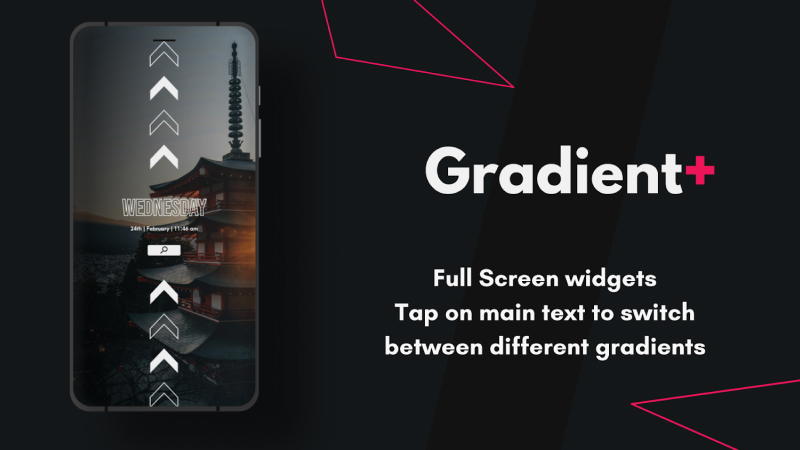 WEDNESDAY
24th | February | 11:46 am
Gradient+
Full Screen widgets
Tap on main text to switch
between different gradients